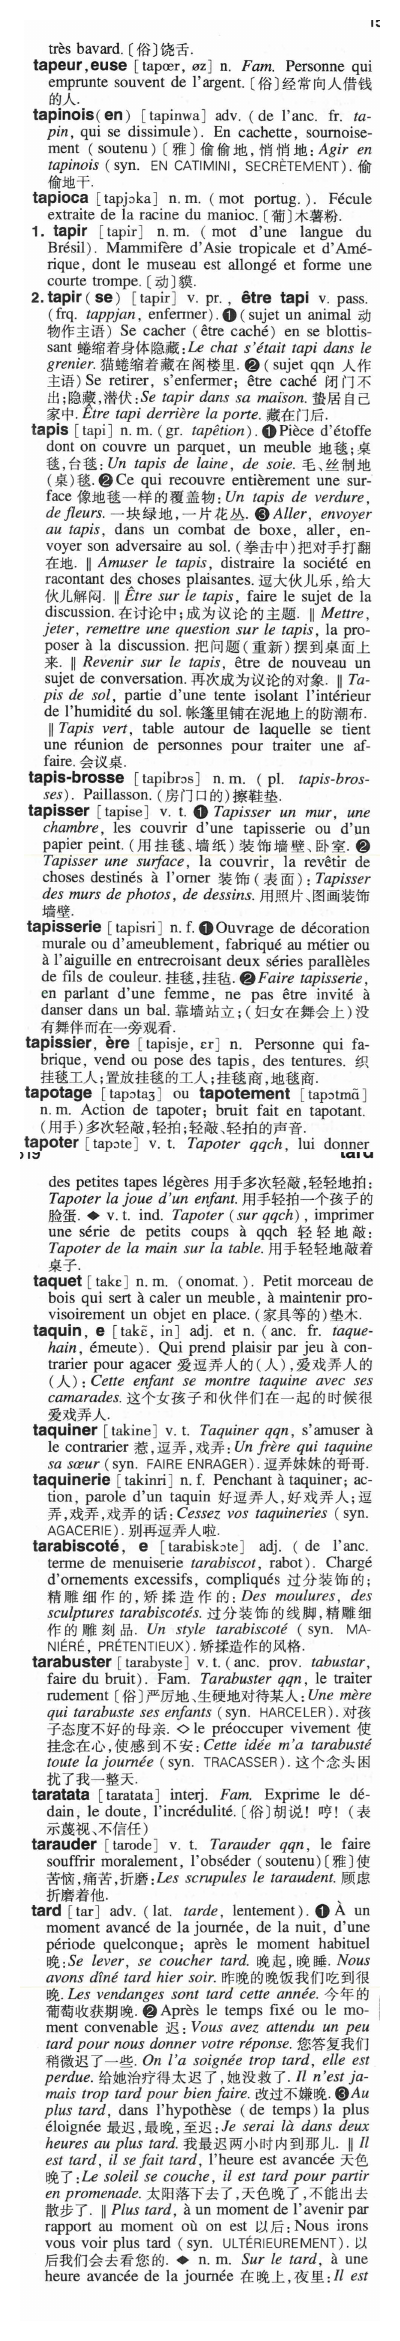 15
très bavard. 〔俗〕饶舌.
tapeur, euse [tapœr, øz] n. Fam. Personne qui
emprunte souvent de l'argent. 〔俗〕经常向人借钱
的人.
tapinois(en) [tapinwa] adv. (de l'anc. fr. ta-
pin, qui se dissimule). En cachette, sournoise-
ment (soutenu)〔雅〕偷偷地,悄悄地: Agir en
tapinois (syn. EN CATIMINI, SECRÈTEMENT). 偷
偷地干.
tapioca [tapjɔka] n. m. (mot portug.). Fécule
extraite de la racine du manioc. 〔葡〕木薯粉.
1. tapir [tapir] n. m. (mot d'une langue du
Brésil). Mammifère d'Asie tropicale et d'Amé-
rique, dont le museau est allongé et forme une
courte trompe. 〔动〕貘.
2. tapir(se) [tapir] v. pr., être tapi v. pass.
(frq. tappjan, enfermer). ❶(sujet un animal 动
物作主语) Se cacher (être caché) en se blottis-
sant 蜷缩着身体隐藏: Le chat s'était tapi dans le
grenier. 猫蜷缩着藏在阁楼里. ❷(sujet qqn 人作
主语) Se retirer, s'enfermer; être caché 闭门不
出;隐藏,潜伏: Se tapir dans sa maison. 蛰居自己
家中. Être tapi derrière la porte. 藏在门后.
tapis [tapi] n. m. (gr. tapêtion). ❶Pièce d'étoffe
dont on couvre un parquet, un meuble 地毯;桌
毯,台毯: Un tapis de laine, de soie. 毛、丝制地
(桌)毯. ❷Ce qui recouvre entièrement une sur-
face 像地毯一样的覆盖物: Un tapis de verdure,
de fleurs. 一块绿地,一片花丛. ❸Aller, envoyer
au tapis, dans un combat de boxe, aller, en-
voyer son adversaire au sol. (拳击中)把对手打翻
在地. ‖ Amuser le tapis, distraire la société en
racontant des choses plaisantes. 逗大伙儿乐,给大
伙儿解闷. ‖ Être sur le tapis, faire le sujet de la
discussion. 在讨论中;成为议论的主题. ‖ Mettre,
jeter, remettre une question sur le tapis, la pro-
poser à la discussion. 把问题(重新)摆到桌面上
来. ‖ Revenir sur le tapis, être de nouveau un
sujet de conversation. 再次成为议论的对象. ‖ Ta-
pis de sol, partie d'une tente isolant l'intérieur
de l'humidité du sol. 帐篷里铺在泥地上的防潮布.
‖ Tapis vert, table autour de laquelle se tient
une réunion de personnes pour traiter une af-
faire. 会议桌.
tapis-brosse [tapibrɔs] n. m. (pl. tapis-bros-
ses). Paillasson. (房门口的)擦鞋垫.
tapisser [tapise] v. t. ❶ Tapisser un mur, une
chambre, les couvrir d'une tapisserie ou d'un
papier peint. (用挂毯、墙纸)装饰墙壁、卧室. ❷
Tapisser une surface, la couvrir, la revêtir de
choses destinés à l'orner 装饰(表面): Tapisser
des murs de photos, de dessins. 用照片、图画装饰
墙壁.
tapisserie [tapisri] n. f. ❶Ouvrage de décoration
murale ou d'ameublement, fabriqué au métier ou
à l'aiguille en entrecroisant deux séries parallèles
de fils de couleur. 挂毯,挂毡. ❷Faire tapisserie,
en parlant d'une femme, ne pas être invité à
danser dans un bal. 靠墙站立;(妇女在舞会上)没
有舞伴而在一旁观看.
tapissier, ère [tapisje, ɛr] n. Personne qui fa-
brique, vend ou pose des tapis, des tentures. 织
挂毯工人;置放挂毯的工人;挂毯商,地毯商.
tapotage [tapɔtaʒ] ou tapotement [tapɔtmã]
n. m. Action de tapoter; bruit fait en tapotant.
(用手)多次轻敲,轻拍;轻敲、轻拍的声音.
tapoter [tapɔte] v. t. Tapoter qqch, lui donner
519 tard
des petites tapes légères 用手多次轻敲,轻轻地拍:
Tapoter la joue d'un enfant. 用手轻拍一个孩子的
脸蛋. ◆ v. t. ind. Tapoter (sur qqch), imprimer
une série de petits coups à qqch 轻轻地敲:
Tapoter de la main sur la table. 用手轻轻地敲着
桌子.
taquet [takɛ] n. m. (onomat.). Petit morceau de
bois qui sert à caler un meuble, à maintenir pro-
visoirement un objet en place. (家具等的)垫木.
taquin, e [takɛ̃, in] adj. et n. (anc. fr. taque-
hain, émeute). Qui prend plaisir par jeu à con-
trarier pour agacer 爱逗弄人的(人),爱戏弄人的
(人): Cette enfant se montre taquine avec ses
camarades. 这个女孩子和伙伴们在一起的时候很
爱戏弄人.
taquiner [takine] v. t. Taquiner qqn, s'amuser à
le contrarier 惹,逗弄,戏弄: Un frère qui taquine
sa sœur (syn. FAIRE ENRAGER). 逗弄妹妹的哥哥.
taquinerie [takinri] n. f. Penchant à taquiner; ac-
tion, parole d'un taquin 好逗弄人,好戏弄人;逗
弄,戏弄,戏弄的话: Cessez vos taquineries (syn.
AGACERIE). 别再逗弄人啦.
tarabiscoté, e [tarabiskɔte] adj. (de l'anc.
terme de menuiserie tarabiscot, rabot). Chargé
d'ornements excessifs, compliqués 过分装饰的;
精雕细作的,矫揉造作的: Des moulures, des
sculptures tarabiscotés. 过分装饰的线脚,精雕细
作的雕刻品. Un style tarabiscoté (syn. MA-
NIÉRÉ, PRÉTENTIEUX). 矫揉造作的风格.
tarabuster [tarabyste] v. t. (anc. prov. tabustar,
faire du bruit). Fam. Tarabuster qqn, le traiter
rudement 〔俗〕严厉地、生硬地对待某人: Une mère
qui tarabuste ses enfants (syn. HARCELER). 对孩
子态度不好的母亲. ◇le préoccuper vivement 使
挂念在心,使感到不安: Cette idée m'a tarabusté
toute la journée (syn. TRACASSER). 这个念头困
扰了我一整天.
taratata [taratata] interj. Fam. Exprime le dé-
dain, le doute, l'incrédulité. 〔俗〕胡说! 哼! (表
示蔑视、不信任)
tarauder [tarode] v. t. Tarauder qqn, le faire
souffrir moralement, l'obséder (soutenu)〔雅〕使
苦恼,痛苦,折磨: Les scrupules le taraudent. 顾虑
折磨着他.
tard [tar] adv. (lat. tarde, lentement). ❶ À un
moment avancé de la journée, de la nuit, d'une
période quelconque; après le moment habituel
晚: Se lever, se coucher tard. 晚起,晚睡. Nous
avons dîné tard hier soir. 昨晚的晚饭我们吃到很
晚. Les vendanges sont tard cette année. 今年的
葡萄收获期晚. ❷Après le temps fixé ou le mo-
ment convenable 迟: Vous avez attendu un peu
tard pour nous donner votre réponse. 您答复我们
稍微迟了一些. On l'a soignée trop tard, elle est
perdue. 给她治疗得太迟了,她没救了. Il n'est ja-
mais trop tard pour bien faire. 改过不嫌晚. ❸Au
plus tard, dans l'hypothèse (de temps) la plus
éloignée 最迟,最晚,至迟: Je serai là dans deux
heures au plus tard. 我最迟两小时内到那儿. ‖ Il
est tard, il se fait tard, l'heure est avancée 天色
晚了: Le soleil se couche, il est tard pour partir
en promenade. 太阳落下去了,天色晚了,不能出去
散步了. ‖ Plus tard, à un moment de l'avenir par
rapport au moment où on est 以后: Nous irons
vous voir plus tard (syn. ULTÉRIEUREMENT). 以
后我们会去看您的. ◆ n. m. Sur le tard, à une
heure avancée de la journée 在晚上,夜里: Il est